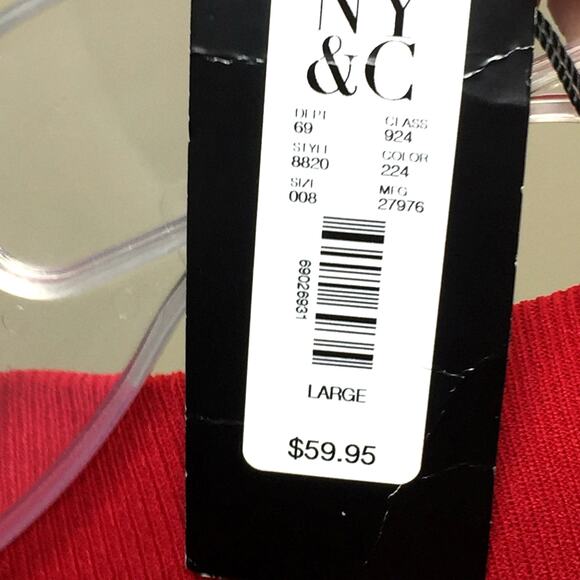 NY
&C
DEPT CLASS
69 924
STYLE COLOR
8820 224
SIZE MFG
008 27976
69026931
LARGE
$59.95